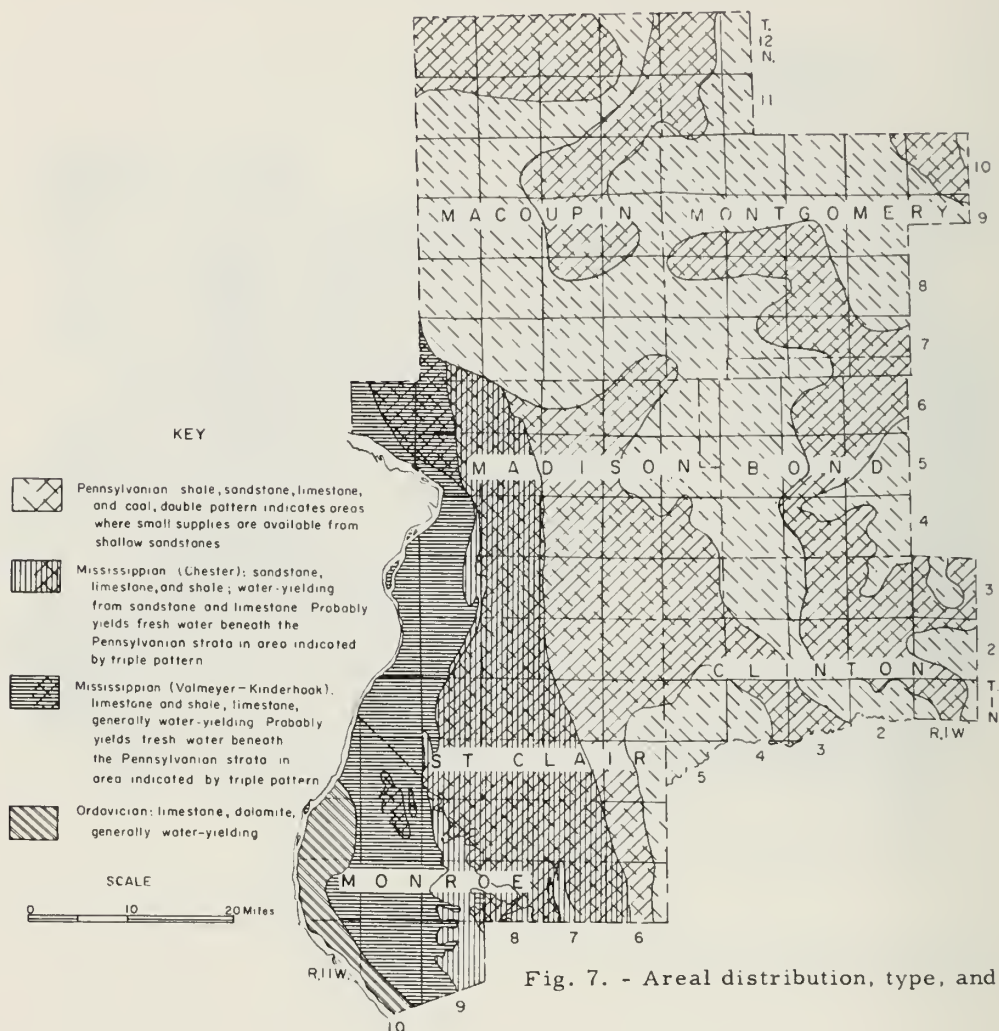 T.
12
N.
11
10
MACOUPIN MONTGOMERY
9
8
7
6
MADISON - BOND
5
4
3
2
CLINTON
T.
1
N.
R.1W.
2
3
4
5
ST CLAIR
MONROE
6
7
8
9
10
R.11W.
KEY
Pennsylvanian shale, sandstone, limestone,
and coal, double pattern indicates areas
where small supplies are available from
shallow sandstones
Mississippian (Chester); sandstone,
limestone, and shale; water-yielding
from sandstone and limestone Probably
yields fresh water beneath the
Pennsylvanian strata in area indicated
by triple pattern
Mississippian (Valmeyer-Kinderhook),
limestone and shale, limestone,
generally water-yielding Probably
yields fresh water beneath
the Pennsylvanian strata in
area indicated by triple pattern
Ordovician: limestone, dolomite,
generally water-yielding
SCALE
0 10 20 Miles
Fig. 7. - Areal distribution, type, and